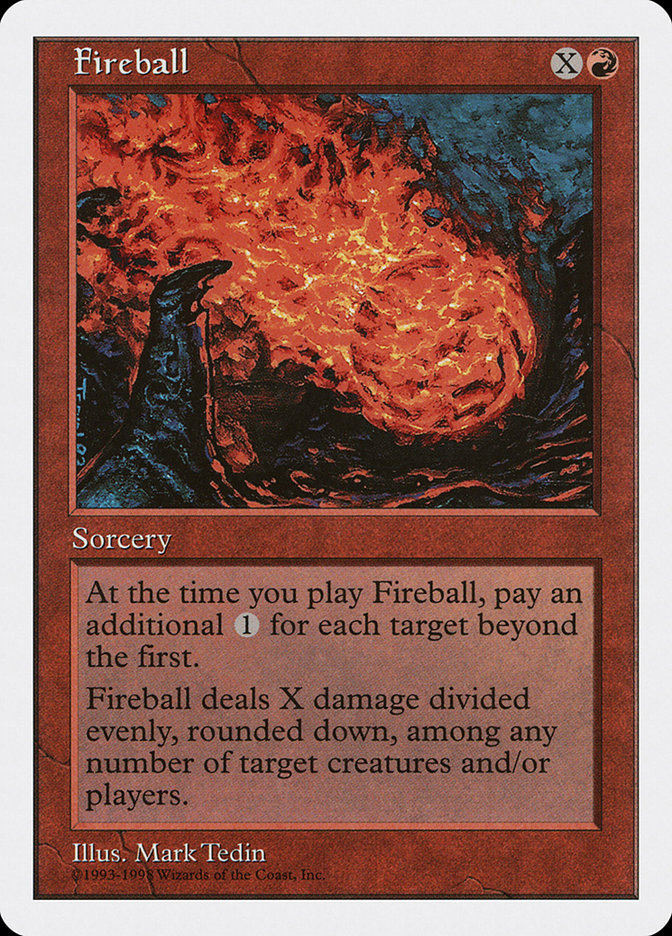 Fireball X
Sorcery
At the time you play Fireball, pay an
additional 1 for each target beyond
the first.
Fireball deals X damage divided
evenly, rounded down, among any
number of target creatures and/or
players.
Illus. Mark Tedin
©1993-1998 Wizards of the Coast, Inc.